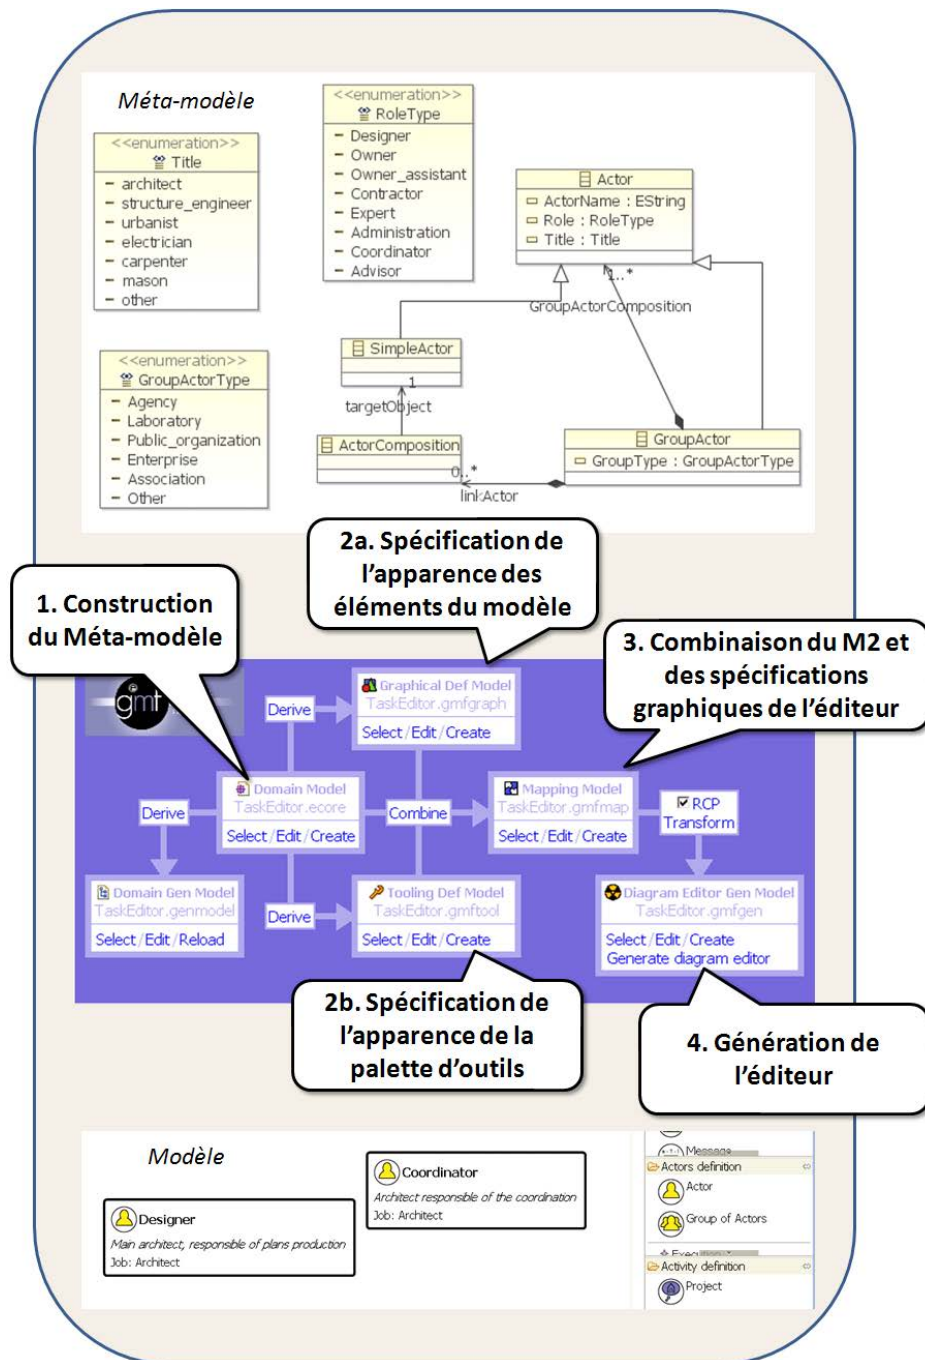 Méta-modèle
<<enumeration>>
Title
architect
structure_engineer
urbanist
electrician
carpenter
mason
other
<<enumeration>>
RoleType
Designer
Owner
Owner_assistant
Contractor
Expert
Administration
Coordinator
Advisor
Actor
ActorName : EString
Role : RoleType
Title : Title
1..*
GroupActorComposition
<<enumeration>>
GroupActorType
Agency
Laboratory
Public_organization
Enterprise
Association
Other
SimpleActor
1
targetObject
ActorComposition
0..*
linkActor
GroupActor
GroupType : GroupActorType
2a. Spécification de
l'apparence des
éléments du modèle
1. Construction
du Méta-modèle
3. Combinaison du M2 et
des spécifications
graphiques de l'éditeur
gmt
Derive
Graphical Def Model
TaskEditor.gmfgraph
Select/Edit/Create
Derive
Domain Model
TaskEditor.ecore
Select/Edit/Create
Combine
Mapping Model
TaskEditor.gmfmap
Select/Edit/Create
RCP
Transform
Domain Gen Model
TaskEditor.genmodel
Select/Edit/Reload
Derive
Tooling Def Model
TaskEditor.gmftool
Select/Edit/Create
Diagram Editor Gen Model
TaskEditor.gmfgen
Select/Edit/Create
Generate diagram editor
2b. Spécification de
l'apparence de la
palette d'outils
4. Génération de
l'éditeur
Modèle
Designer
Main architect, responsible of plans production
Job: Architect
Coordinator
Architect responsible of the coordination
Job: Architect
Message
Actors definition
Actor
Group of Actors
Activity definition
Project